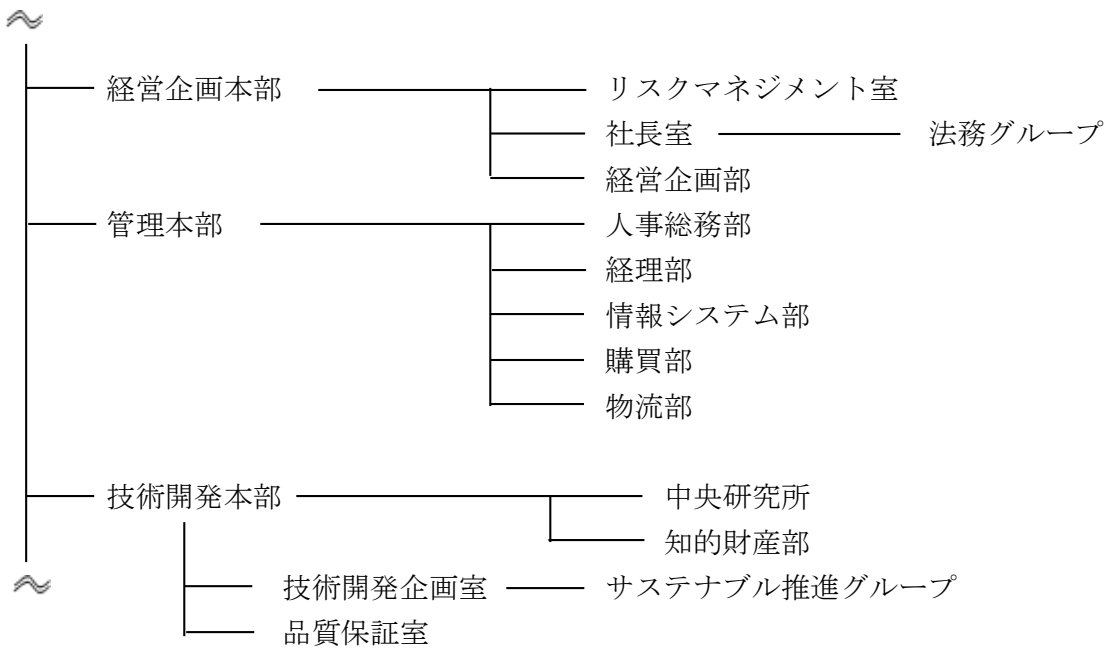 経営企画本部 リスクマネジメント室
社長室 法務グループ
経営企画部
管理本部 人事総務部
経理部
情報システム部
購買部
物流部
技術開発本部 中央研究所
知的財産部
技術開発企画室 サステナブル推進グループ
品質保証室